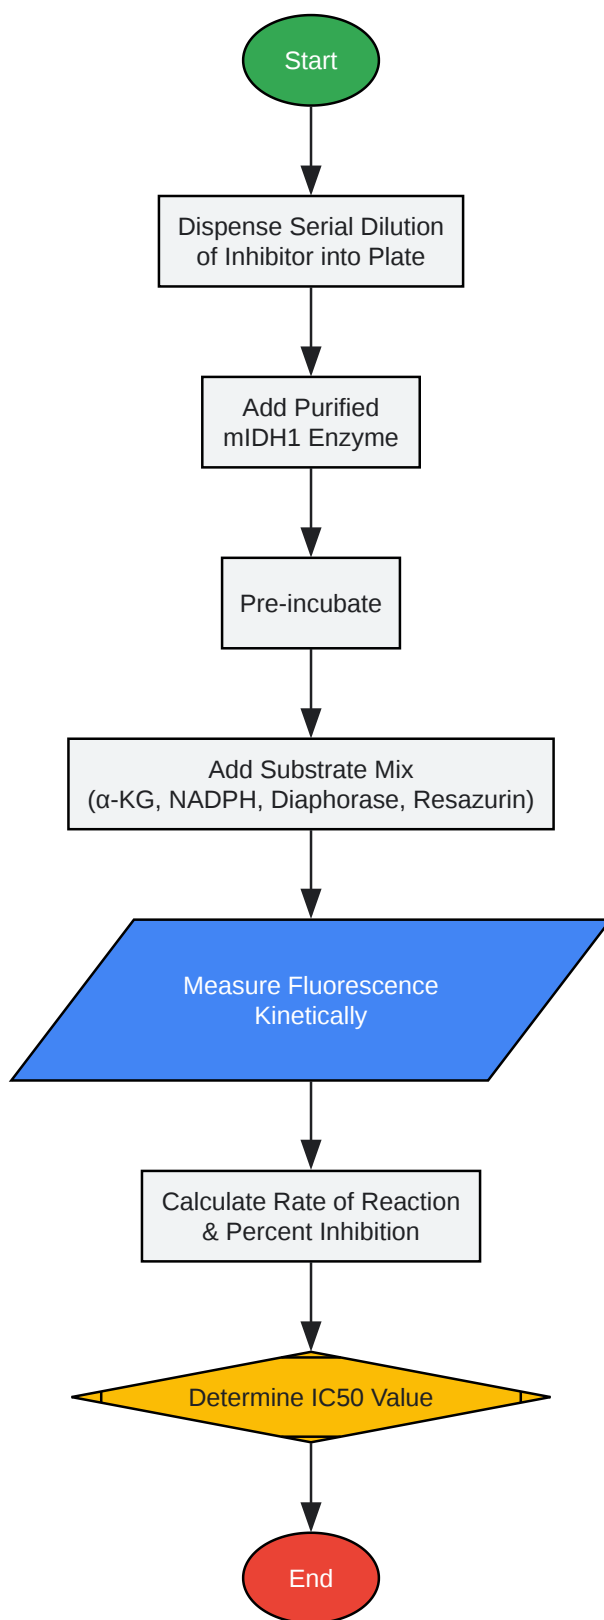 Start
Dispense Serial Dilution
of Inhibitor into Plate
Add Purified
mIDH1 Enzyme
Pre-incubate
Add Substrate Mix
(α-KG, NADPH, Diaphorase, Resazurin)
Measure Fluorescence
Kinetically
Calculate Rate of Reaction
& Percent Inhibition
Determine IC50 Value
End